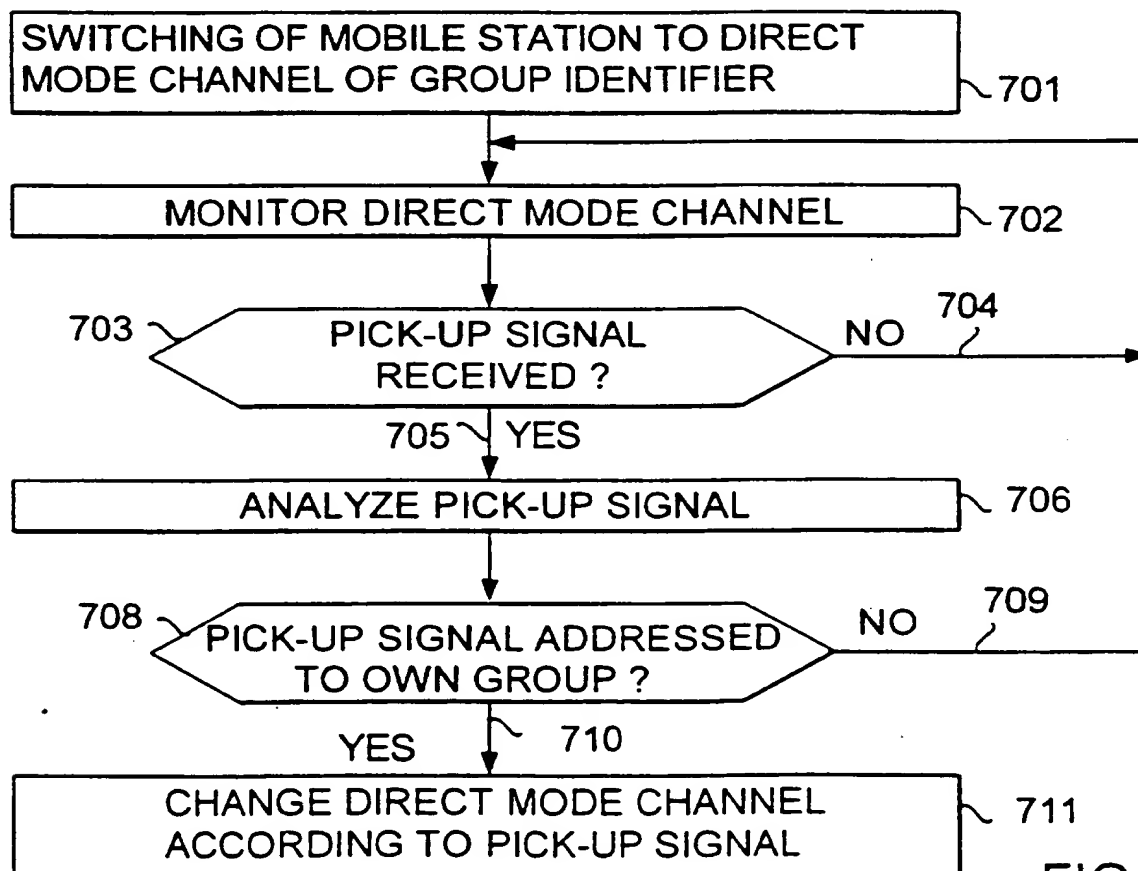 SWITCHING OF MOBILE STATION TO DIRECT
MODE CHANNEL OF GROUP IDENTIFIER
701
MONITOR DIRECT MODE CHANNEL
702
703
PICK-UP SIGNAL
RECEIVED ?
NO
704
705
YES
ANALYZE PICK-UP SIGNAL
706
708
PICK-UP SIGNAL ADDRESSED
TO OWN GROUP ?
NO
709
YES
710
CHANGE DIRECT MODE CHANNEL
ACCORDING TO PICK-UP SIGNAL
711